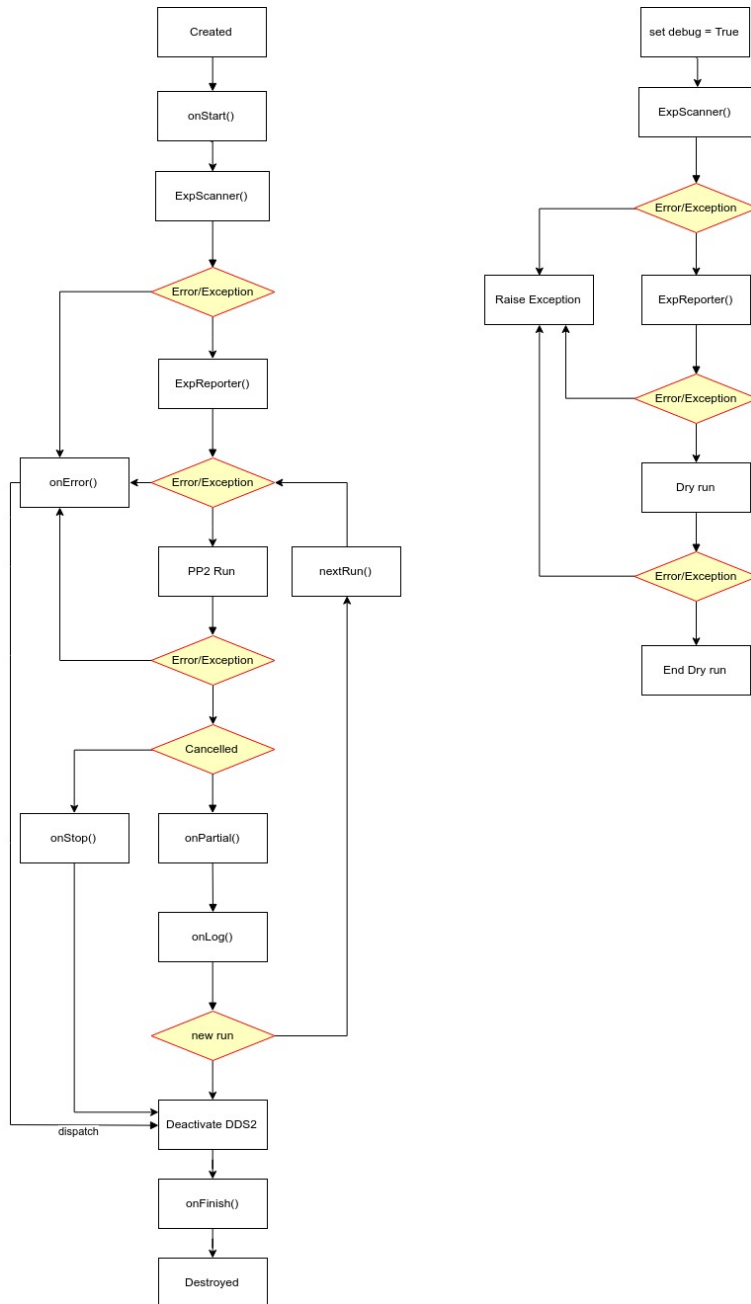 Created
onStart()
ExpScanner()
Error/Exception
ExpReporter()
onError()
Error/Exception
PP2 Run
nextRun()
Error/Exception
Cancelled
onStop()
onPartial()
onLog()
new run
Deactivate DDS2
dispatch
onFinish()
Destroyed
set debug = True
ExpScanner()
Error/Exception
Raise Exception
ExpReporter()
Error/Exception
Dry run
Error/Exception
End Dry run